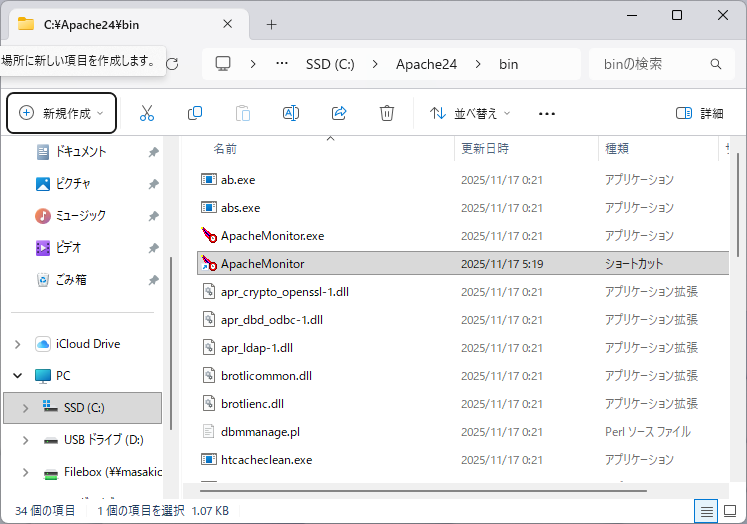 C:¥Apache24¥bin
場所に新しい項目を作成します。
SSD (C:) Apache24 bin binの検索
新規作成 並べ替え 詳細
名前 更新日時 種類
ドキュメント
ピクチャ
ミュージック
ビデオ
ごみ箱
iCloud Drive
PC
SSD (C:)
USB ドライブ (D:)
Filebox (¥¥masakic
ab.exe 2025/11/17 0:21 アプリケーション
abs.exe 2025/11/17 0:21 アプリケーション
ApacheMonitor.exe 2025/11/17 0:21 アプリケーション
ApacheMonitor 2025/11/17 5:19 ショートカット
apr_crypto_openssl-1.dll 2025/11/17 0:21 アプリケーション拡張
apr_dbd_odbc-1.dll 2025/11/17 0:21 アプリケーション拡張
apr_ldap-1.dll 2025/11/17 0:21 アプリケーション拡張
brotlicommon.dll 2025/11/17 0:21 アプリケーション拡張
brotlienc.dll 2025/11/17 0:21 アプリケーション拡張
dbmmanage.pl 2025/11/17 0:21 Perl ソース ファイル
htcacheclean.exe 2025/11/17 0:21 アプリケーション
34 個の項目 1 個の項目を選択 1.07 KB